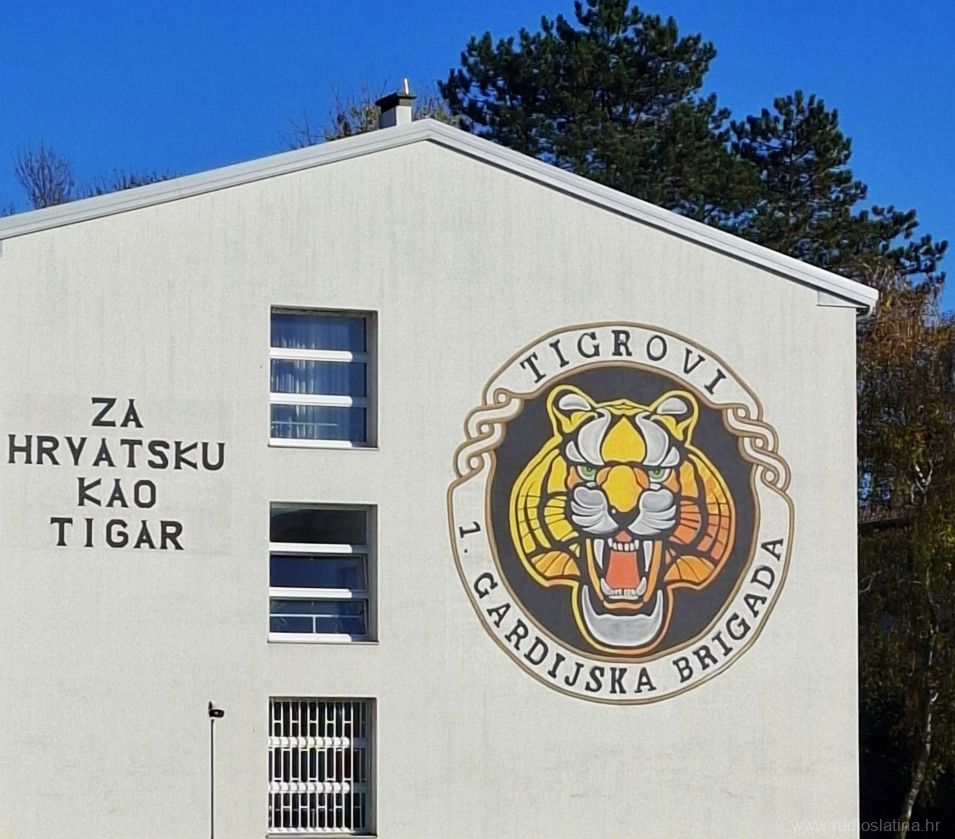 ZA
HRVATSKU
KAO
TIGAR
TIGROVI
1. GARDIJSKA BRIGADA
www.radioslatina.hr